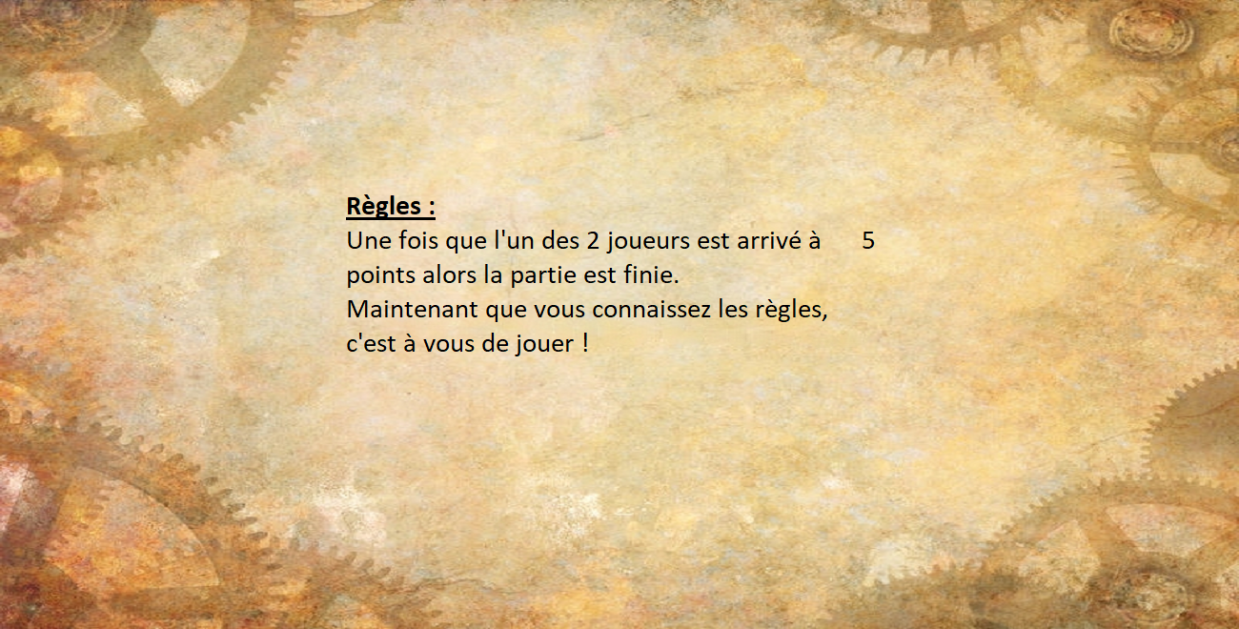 Règles :
Une fois que l'un des 2 joueurs est arrivé à 5
points alors la partie est finie.
Maintenant que vous connaissez les règles,
c'est à vous de jouer !